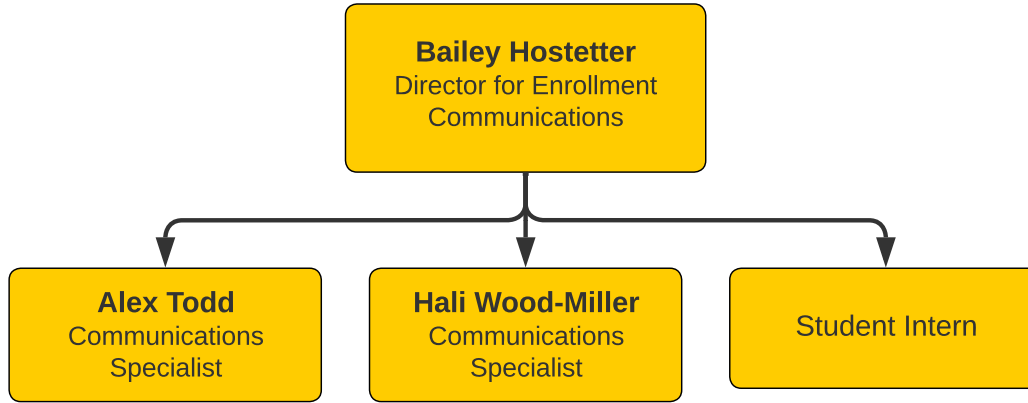 Bailey Hostetter
Director for Enrollment
Communications
Alex Todd
Communications
Specialist
Hali Wood-Miller
Communications
Specialist
Student Intern